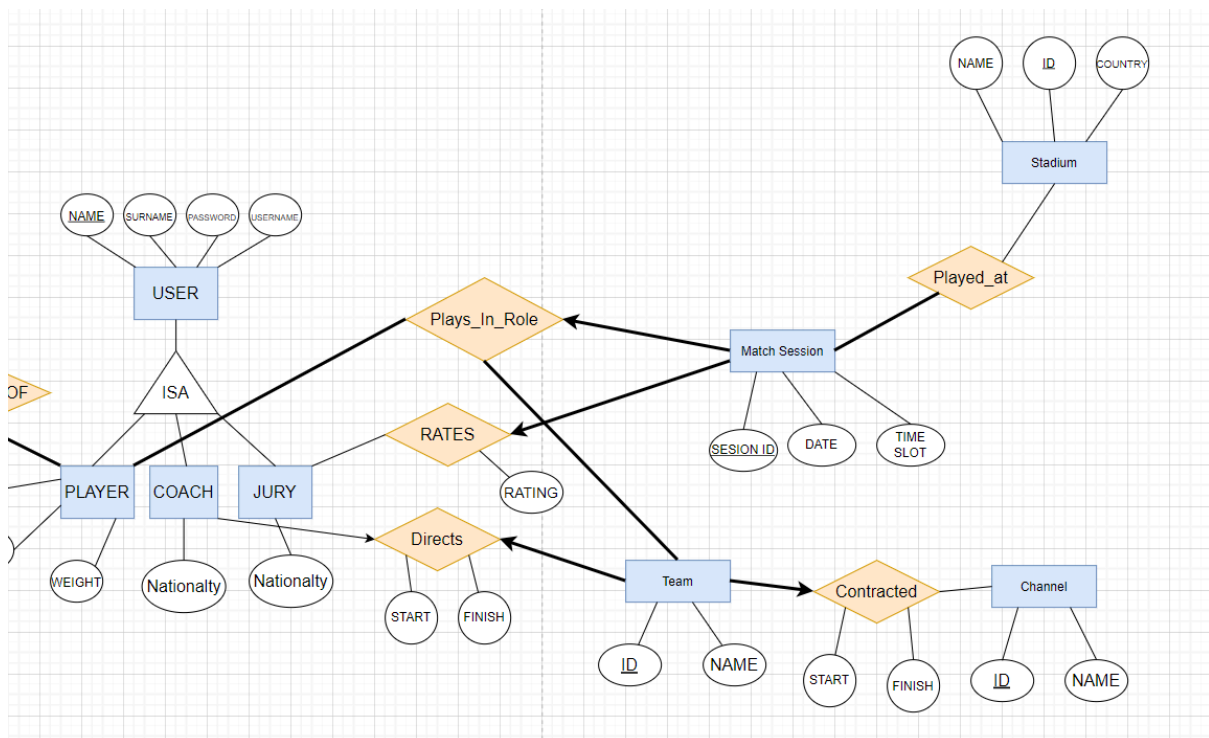 NAME
ID
COUNTRY
Stadium
NAME
SURNAME
PASSWORD
USERNAME
USER
Played_at
Plays_In_Role
Match Session
ISA
OF
RATES
SESION ID
DATE
TIME
SLOT
PLAYER
COACH
JURY
RATING
Directs
WEIGHT
Nationalty
Nationalty
Team
Contracted
Channel
START
FINISH
ID
NAME
START
FINISH
ID
NAME